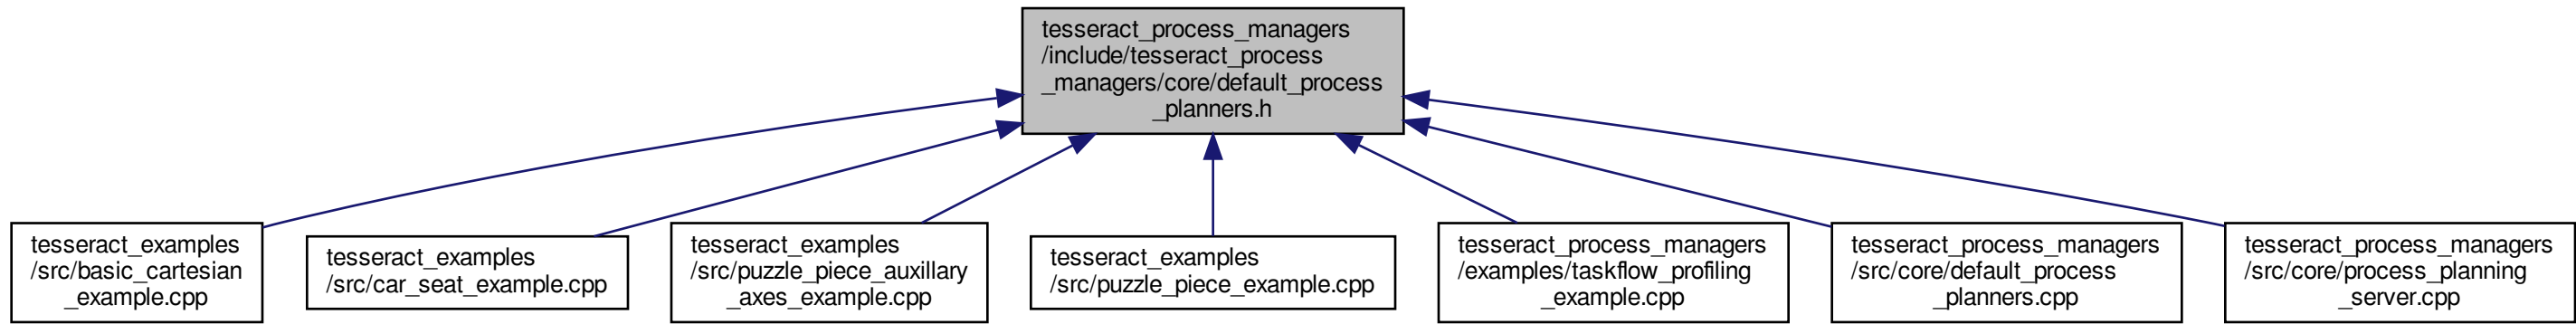 tesseract_process_managers
/include/tesseract_process
_managers/core/default_process
_planners.h
tesseract_examples
/src/basic_cartesian
_example.cpp
tesseract_examples
/src/car_seat_example.cpp
tesseract_examples
/src/puzzle_piece_auxillary
_axes_example.cpp
tesseract_examples
/src/puzzle_piece_example.cpp
tesseract_process_managers
/examples/taskflow_profiling
_example.cpp
tesseract_process_managers
/src/core/default_process
_planners.cpp
tesseract_process_managers
/src/core/process_planning
_server.cpp